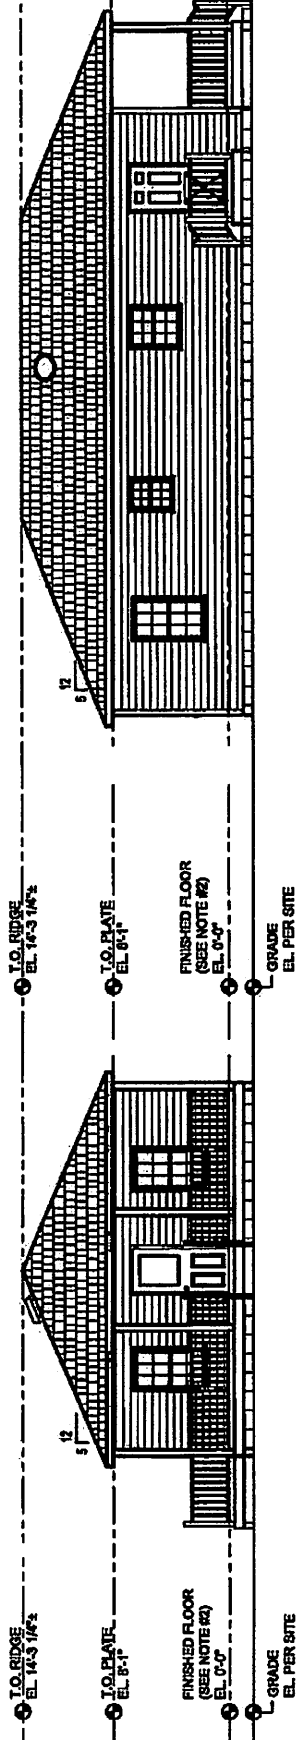 T.O. RIDGE
EL. 14'-3 1/4"±
T.O. PLATE
EL. 8'-1"
FINISHED FLOOR
(SEE NOTE #2)
EL. 0'-0"
GRADE
EL. PER SITE
12
5
T.O. RIDGE
EL. 14'-3 1/4"±
T.O. PLATE
EL. 8'-1"
FINISHED FLOOR
(SEE NOTE #2)
EL. 0'-0"
GRADE
EL. PER SITE
12
5